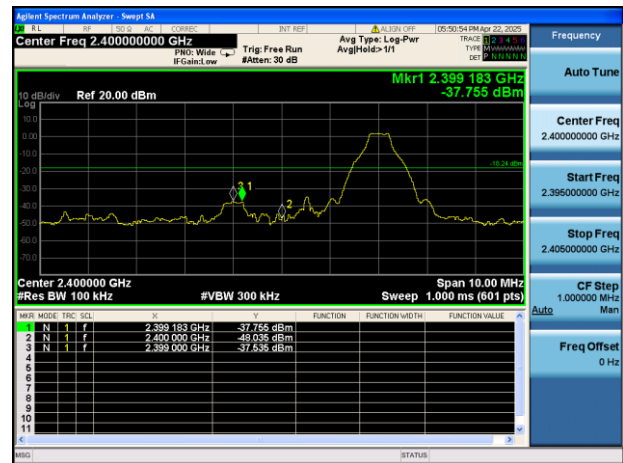 Agilent Spectrum Analyzer - Swept SA
RL RF 50 Ω AC CORREC INT REF ALIGN OFF 05:50:54 PM Apr 22, 2025
Center Freq 2.400000000 GHz
PNO: Wide
IFGain:Low
Trig: Free Run
#Atten: 30 dB
Avg Type: Log-Pwr
Avg|Hold>1/1
TRACE 1 2 3 4 5 6
TYPE M
DET P N N N N N
Mkr1 2.399 183 GHz
-37.755 dBm
10 dB/div Ref 20.00 dBm
Log
10.0
0.00
-10.0
-20.0
-30.0
-40.0
-50.0
-60.0
-70.0
-18.24 dBm
3 1
2
Center 2.400000 GHz
Span 10.00 MHz
#Res BW 100 kHz
#VBW 300 kHz
Sweep 1.000 ms (601 pts)
MKR MODE TRC SCL X Y FUNCTION FUNCTION WIDTH FUNCTION VALUE
1 N 1 f 2.399 183 GHz -37.755 dBm
2 N 1 f 2.400 000 GHz -48.035 dBm
3 N 1 f 2.399 000 GHz -37.535 dBm
4
5
6
7
8
9
10
11
MSG
STATUS
Frequency
Auto Tune
Center Freq
2.400000000 GHz
Start Freq
2.395000000 GHz
Stop Freq
2.405000000 GHz
CF Step
1.000000 MHz
Auto Man
Freq Offset
0 Hz